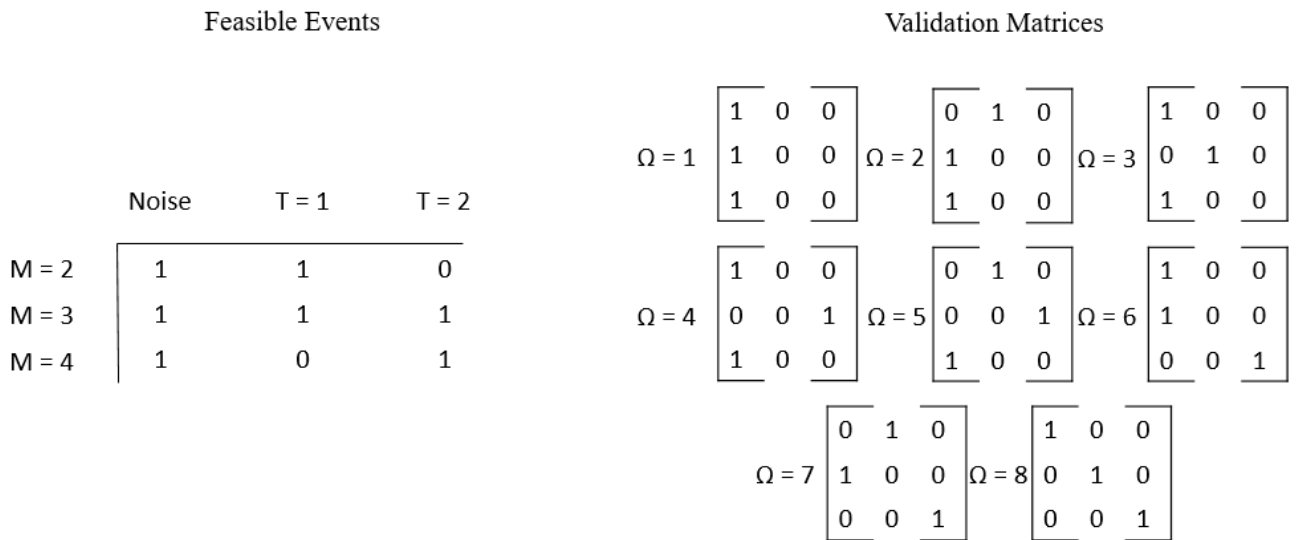 Feasible Events
Validation Matrices
Noise T = 1 T = 2
M = 2 1 1 0
M = 3 1 1 1
M = 4 1 0 1
Ω = 1
1 0 0
1 0 0
1 0 0
Ω = 2
0 1 0
1 0 0
1 0 0
Ω = 3
1 0 0
0 1 0
1 0 0
Ω = 4
1 0 0
0 0 1
1 0 0
Ω = 5
0 1 0
0 0 1
1 0 0
Ω = 6
1 0 0
1 0 0
0 0 1
Ω = 7
0 1 0
1 0 0
0 0 1
Ω = 8
1 0 0
0 1 0
0 0 1